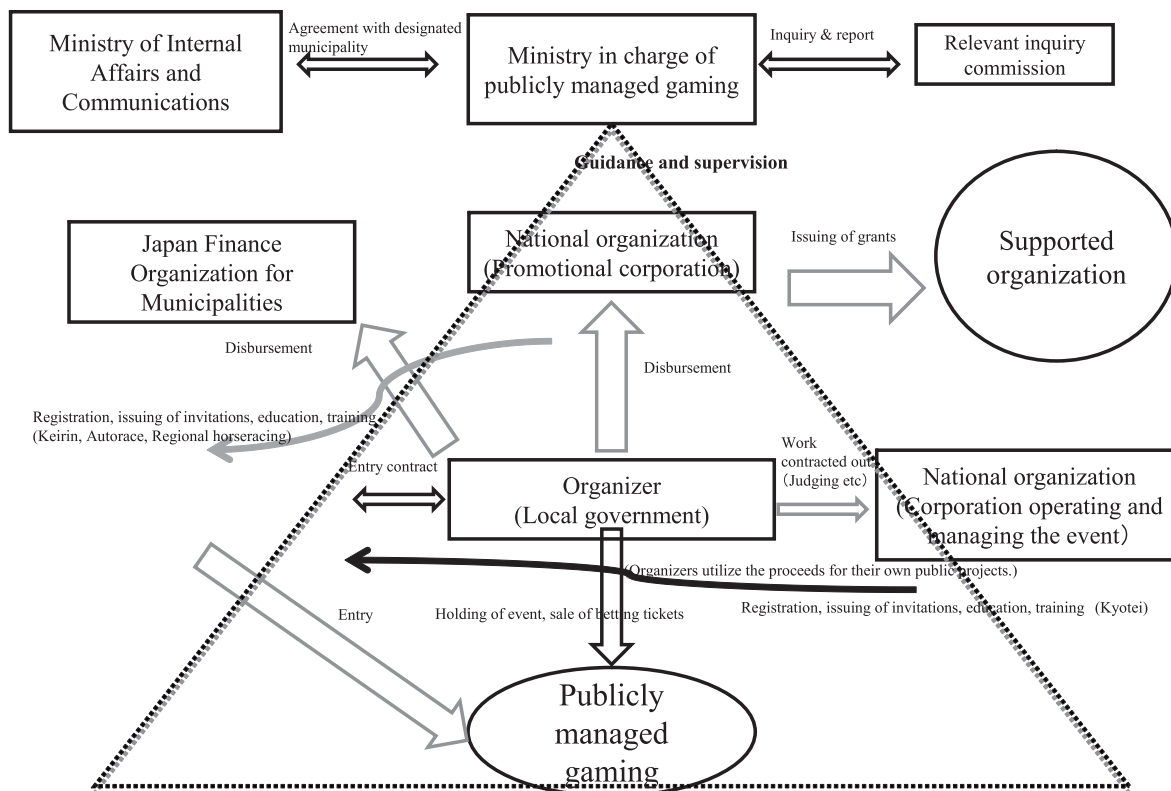 Ministry of Internal
Affairs and
Communications
Agreement with designated
municipality
Ministry in charge of
publicly managed gaming
Inquiry & report
Relevant inquiry
commission
Guidance and supervision
Japan Finance
Organization for
Municipalities
National organization
(Promotional corporation)
Issuing of grants
Supported
organization
Disbursement
Disbursement
Registration, issuing of invitations, education, training
(Keirin, Autorace, Regional horseracing)
Entry contract
Organizer
(Local government)
Work
contracted out
(Judging etc)
National organization
(Corporation operating and
managing the event)
(Organizers utilize the proceeds for their own public projects.)
Entry
Holding of event, sale of betting tickets
Registration, issuing of invitations, education, training (Kyotei)
Publicly
managed
gaming